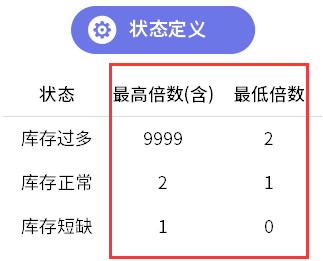 状态定义
状态 最高倍数(含) 最低倍数
库存过多 9999 2
库存正常 2 1
库存短缺 1 0